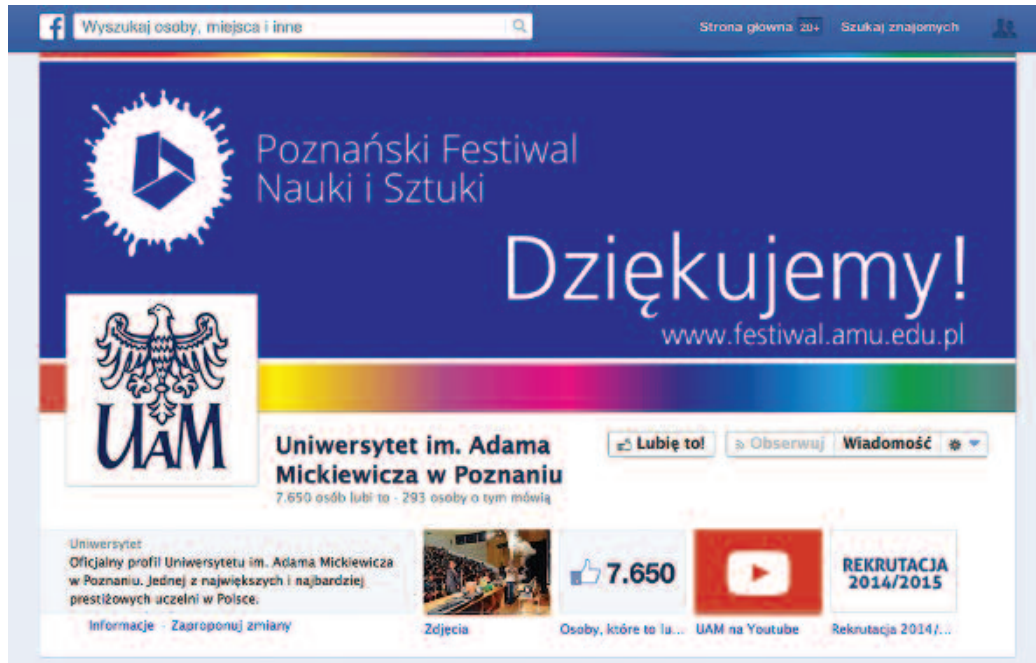 Wyszukaj osoby, miejsca i inne
Strona główna 20+ Szukaj znajomych
Poznański Festiwal
Nauki i Sztuki
Dziękujemy!
www.festiwal.amu.edu.pl
UAM
Uniwersytet im. Adama
Mickiewicza w Poznaniu
7.650 osób lubi to · 293 osoby o tym mówią
Lubię to!
Obserwuj
Wiadomość
Uniwersytet
Oficjalny profil Uniwersytetu im. Adama Mickiewicza
w Poznaniu. Jednej z największych i najbardziej
prestiżowych uczelni w Polsce.
Informacje · Zaproponuj zmiany
Zdjęcia
7.650
Osoby, które to lu...
UAM na Youtube
REKRUTACJA
2014/2015
Rekrutacja 2014/...